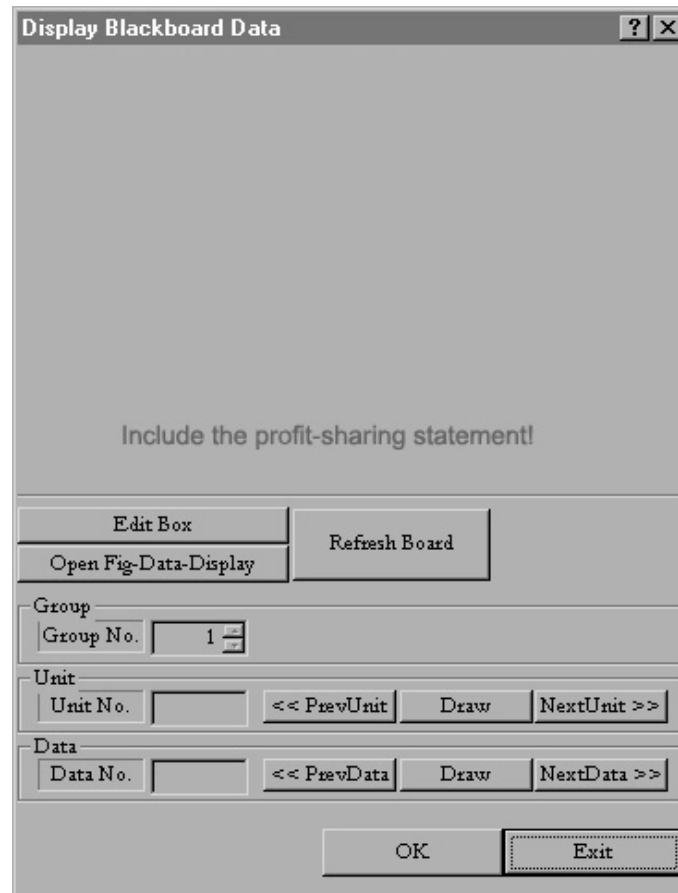 Display Blackboard Data
? ×
Include the profit-sharing statement!
Edit Box
Refresh Board
Open Fig-Data-Display
Group
Group No. 1
Unit
Unit No. << PrevUnit Draw NextUnit >>
Data
Data No. << PrevData Draw NextData >>
OK Exit